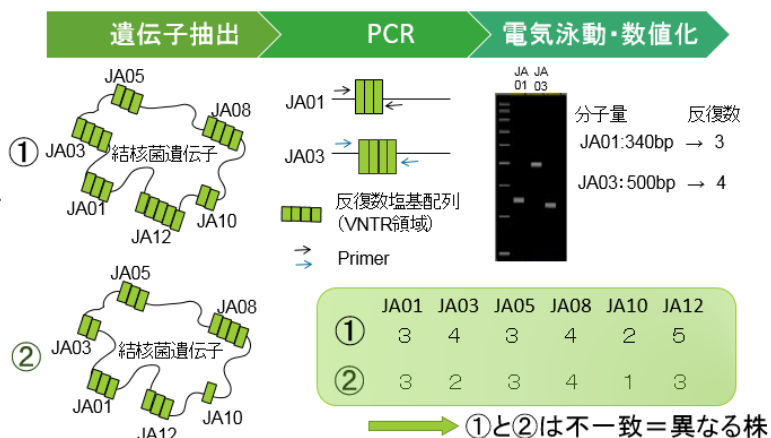 遺伝子抽出
PCR
電気泳動・数値化
①
JA05
JA08
JA03
結核菌遺伝子
JA01
JA10
JA12
JA01
JA03
反復数塩基配列
(VNTR領域)
Primer
JA JA
01 03
分子量 反復数
JA01:340bp → 3
JA03:500bp → 4
②
JA05
JA08
JA03
結核菌遺伝子
JA01
JA10
JA12
JA01 JA03 JA05 JA08 JA10 JA12
① 3 4 3 4 2 5
② 3 2 3 4 1 3
①と②は不一致=異なる株